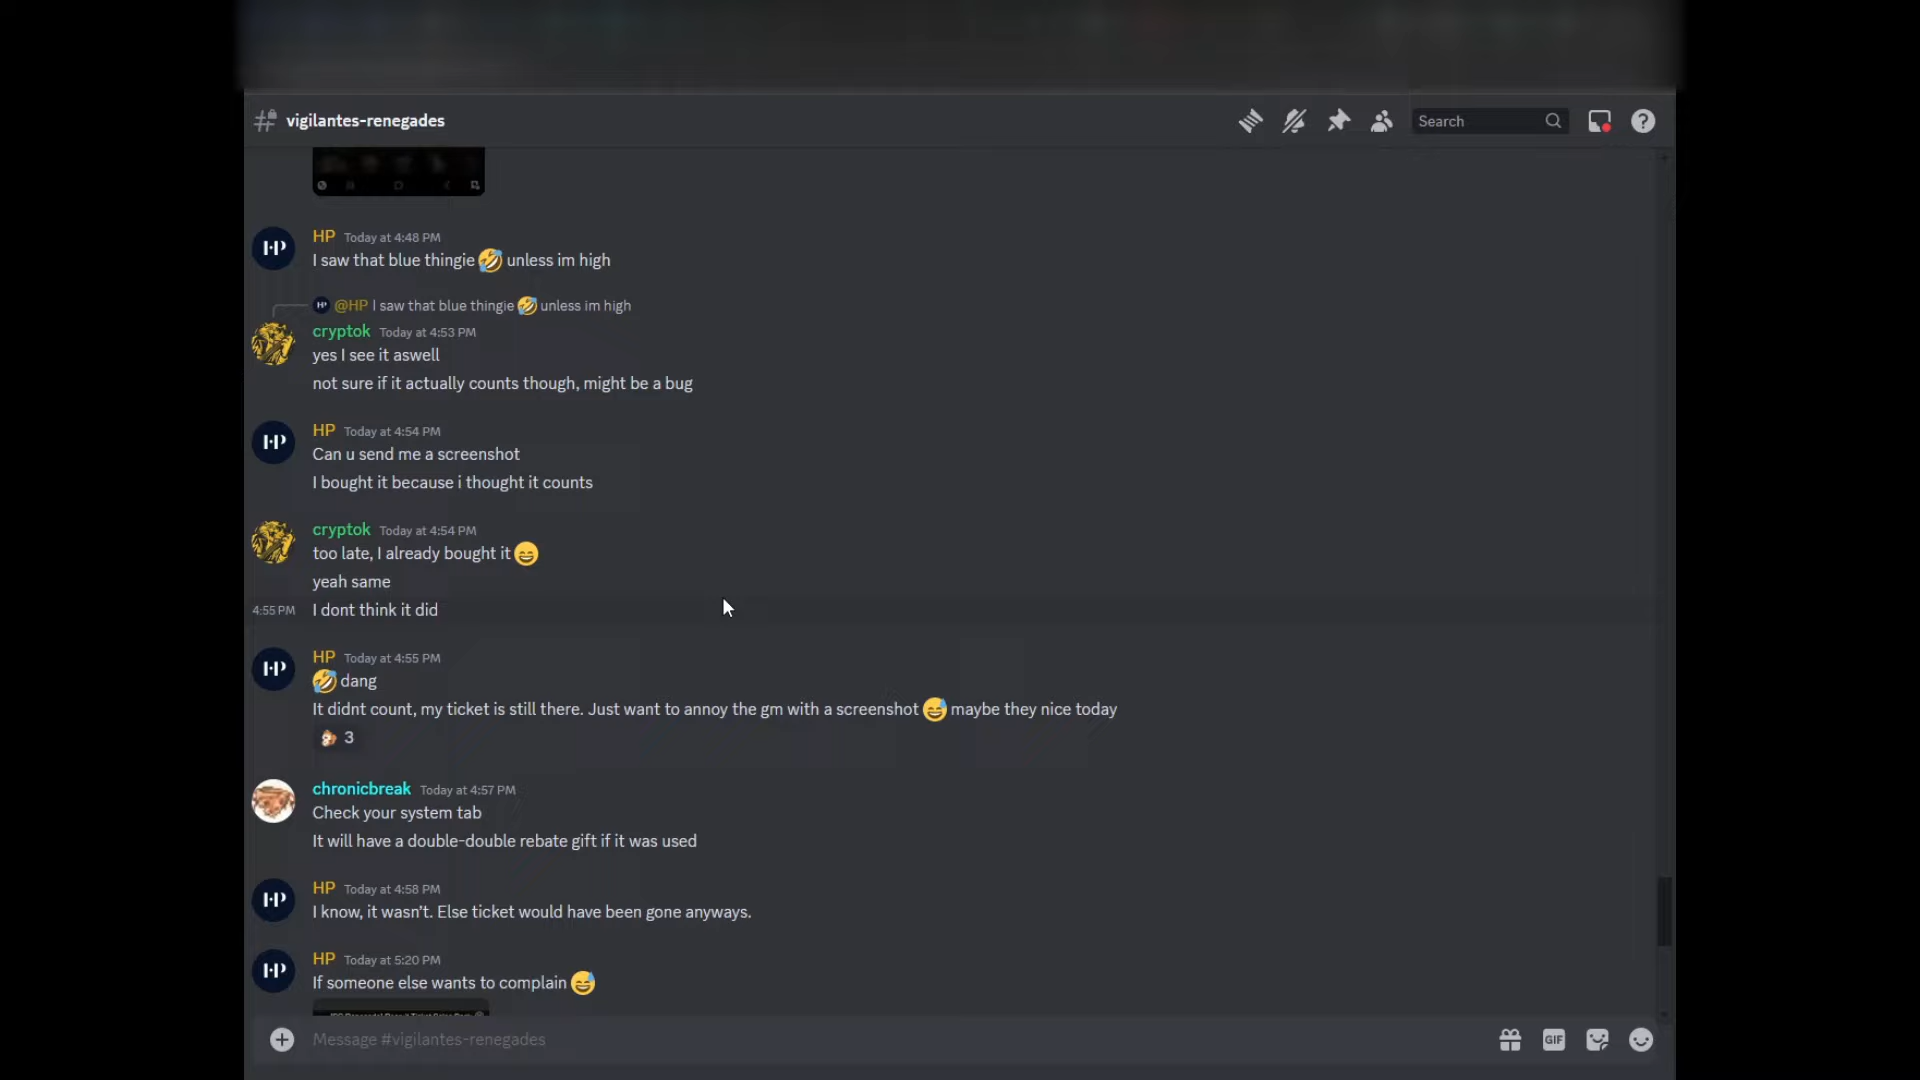 vigilantes-renegades
Search
HP Today at 4:48 PM
I saw that blue thingie 🤣 unless im high
@HP I saw that blue thingie 🤣 unless im high
cryptok Today at 4:53 PM
yes I see it aswell
not sure if it actually counts though, might be a bug
HP Today at 4:54 PM
Can u send me a screenshot
I bought it because i thought it counts
cryptok Today at 4:54 PM
too late, I already bought it 😄
yeah same
4:55 PM I dont think it did
HP Today at 4:55 PM
🤣 dang
It didnt count, my ticket is still there. Just want to annoy the gm with a screenshot 😅 maybe they nice today
3
chronicbreak Today at 4:57 PM
Check your system tab
It will have a double-double rebate gift if it was used
HP Today at 4:58 PM
I know, it wasn't. Else ticket would have been gone anyways.
HP Today at 5:20 PM
If someone else wants to complain 😅
Message #vigilantes-renegades
GIF